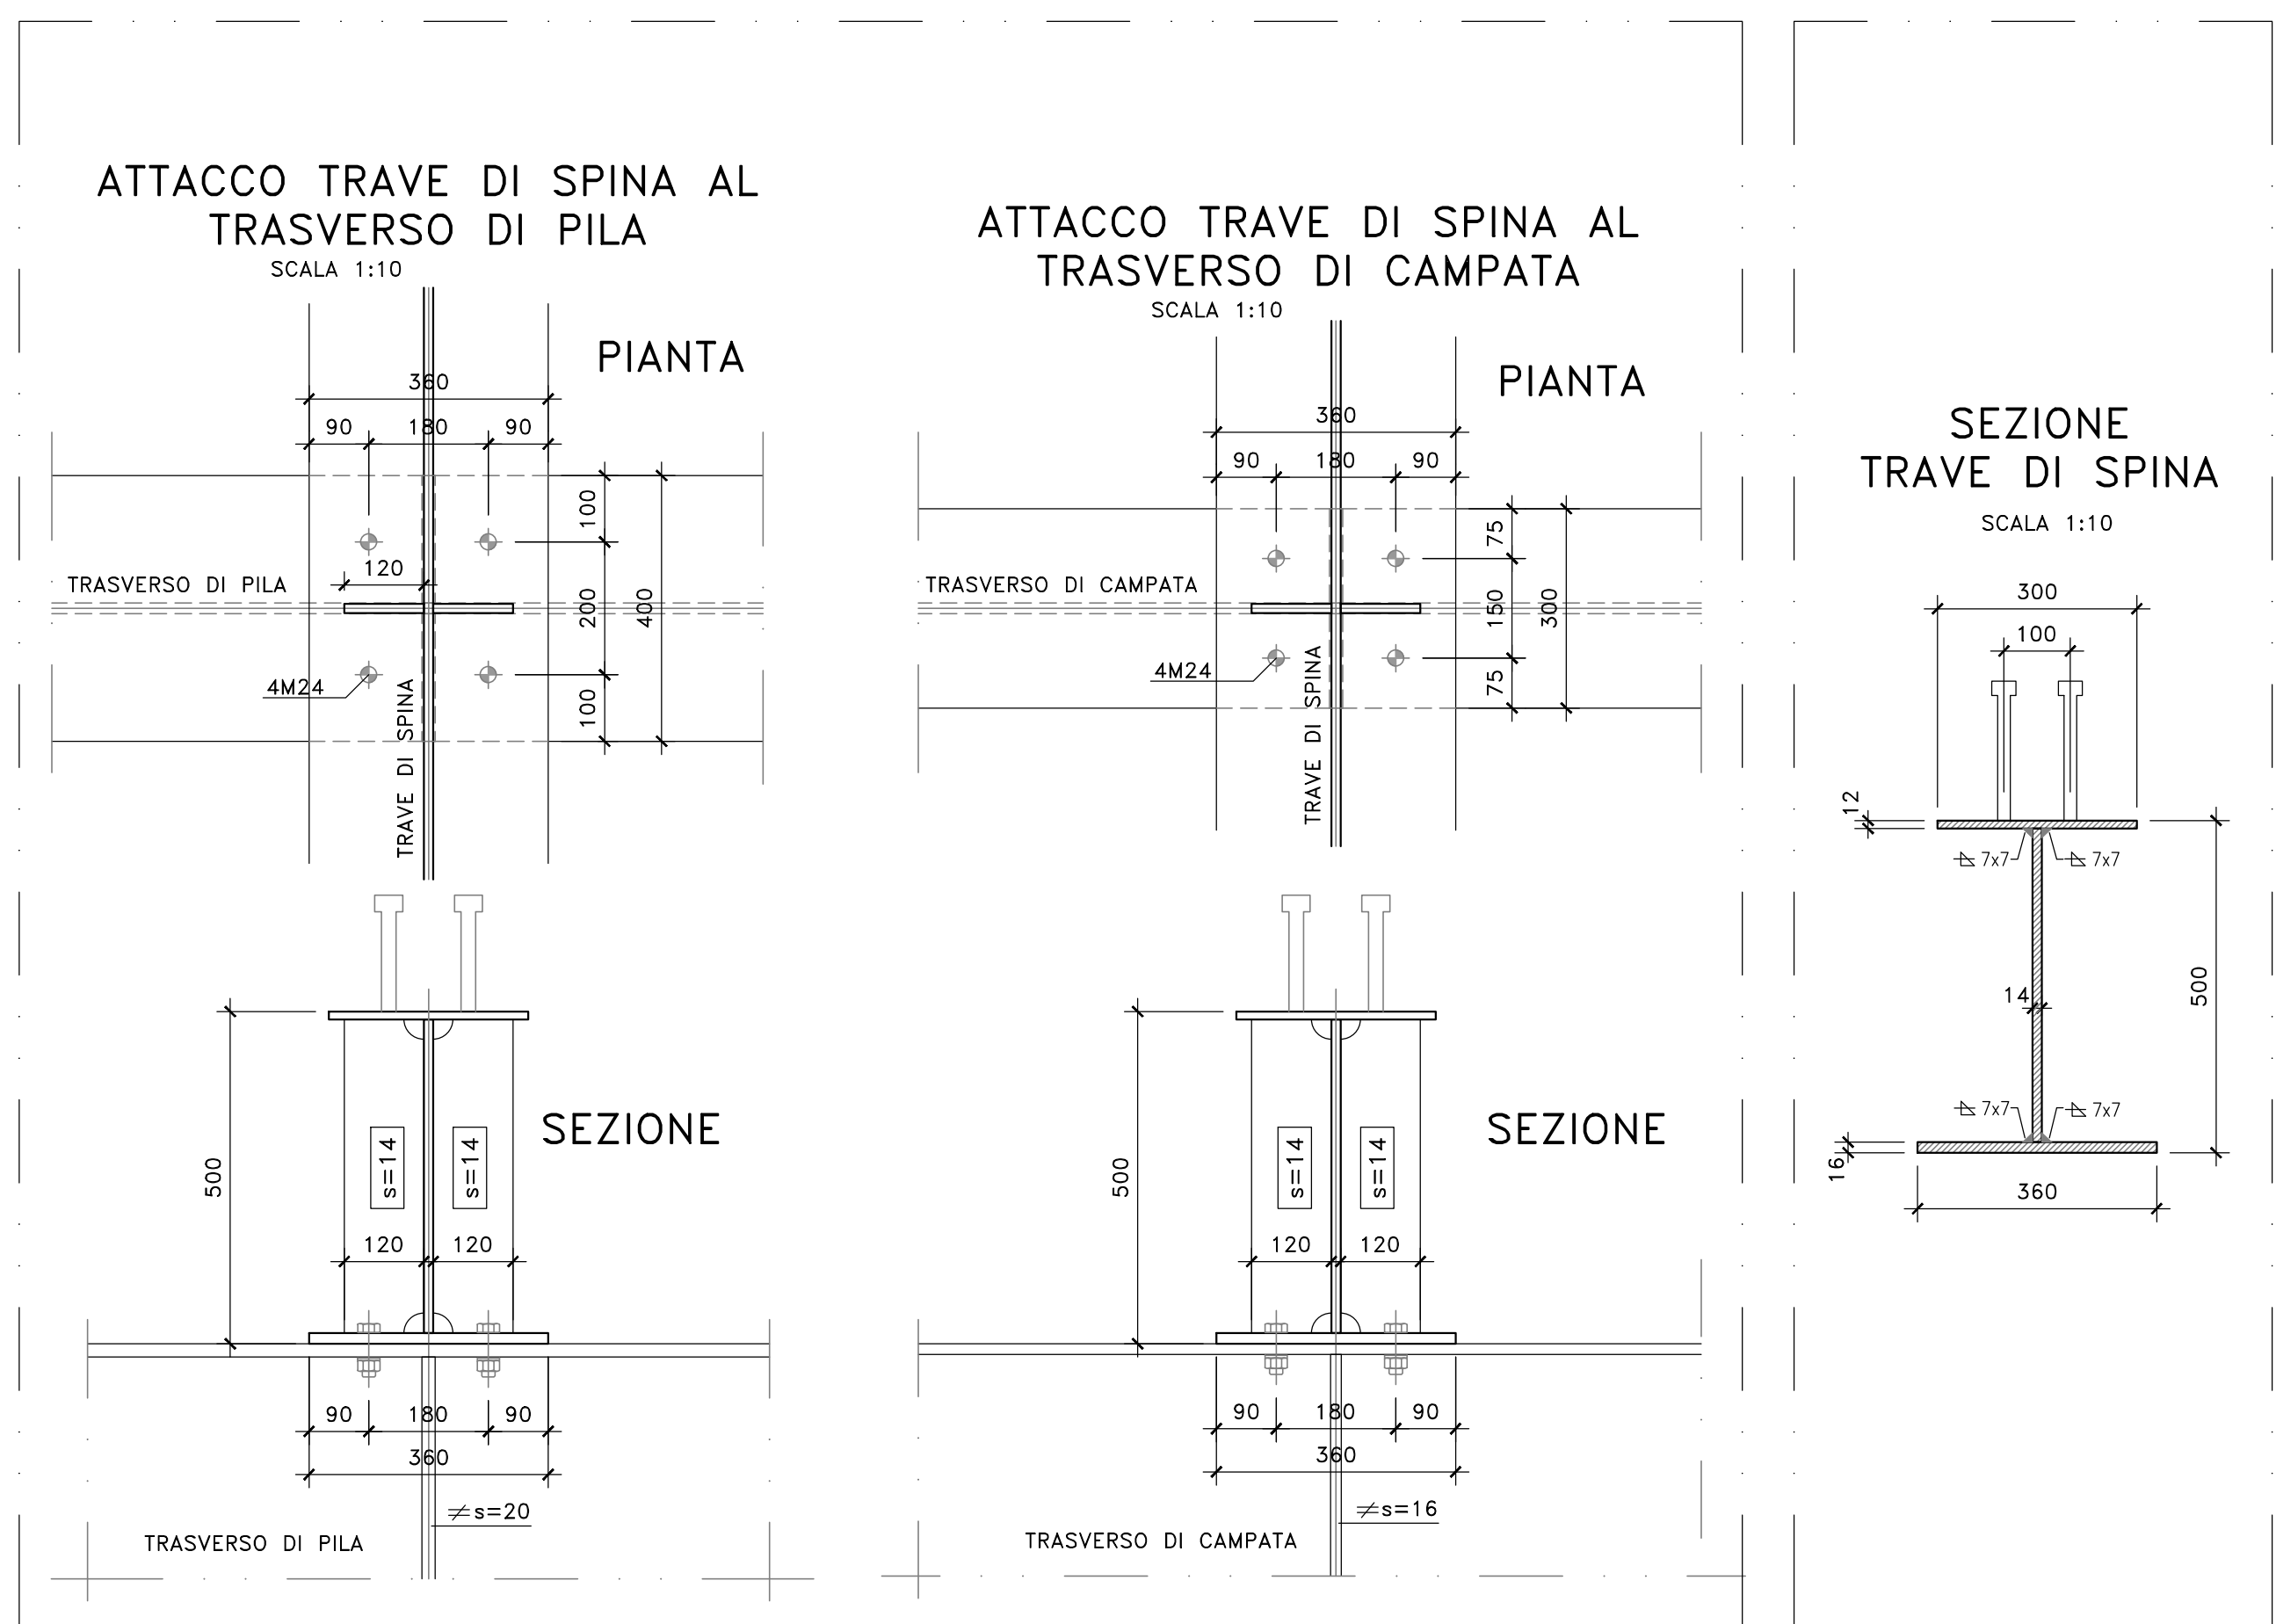 ATTACCO TRAVE DI SPINA AL
TRASVERSO DI PILA
SCALA 1:10
PIANTA
360
90
180
90
100
200
100
400
120
TRASVERSO DI PILA
4M24
TRAVE DI SPINA
500
s=14
s=14
SEZIONE
120
120
90
180
90
360
≠s=20
TRASVERSO DI PILA
ATTACCO TRAVE DI SPINA AL
TRASVERSO DI CAMPATA
SCALA 1:10
PIANTA
360
90
180
90
75
150
75
300
TRASVERSO DI CAMPATA
4M24
TRAVE DI SPINA
500
s=14
s=14
SEZIONE
120
120
90
180
90
360
≠s=16
TRASVERSO DI CAMPATA
SEZIONE
TRAVE DI SPINA
SCALA 1:10
300
100
12
7x7
7x7
14
500
7x7
7x7
16
360